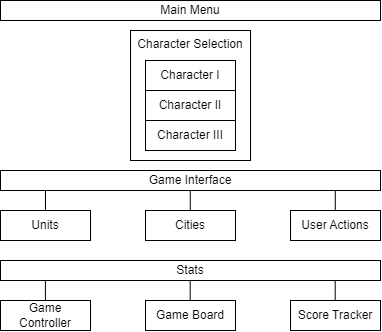 Main Menu
Character Selection
Character I
Character II
Character III
Game Interface
Units
Cities
User Actions
Stats
Game
Controller
Game Board
Score Tracker